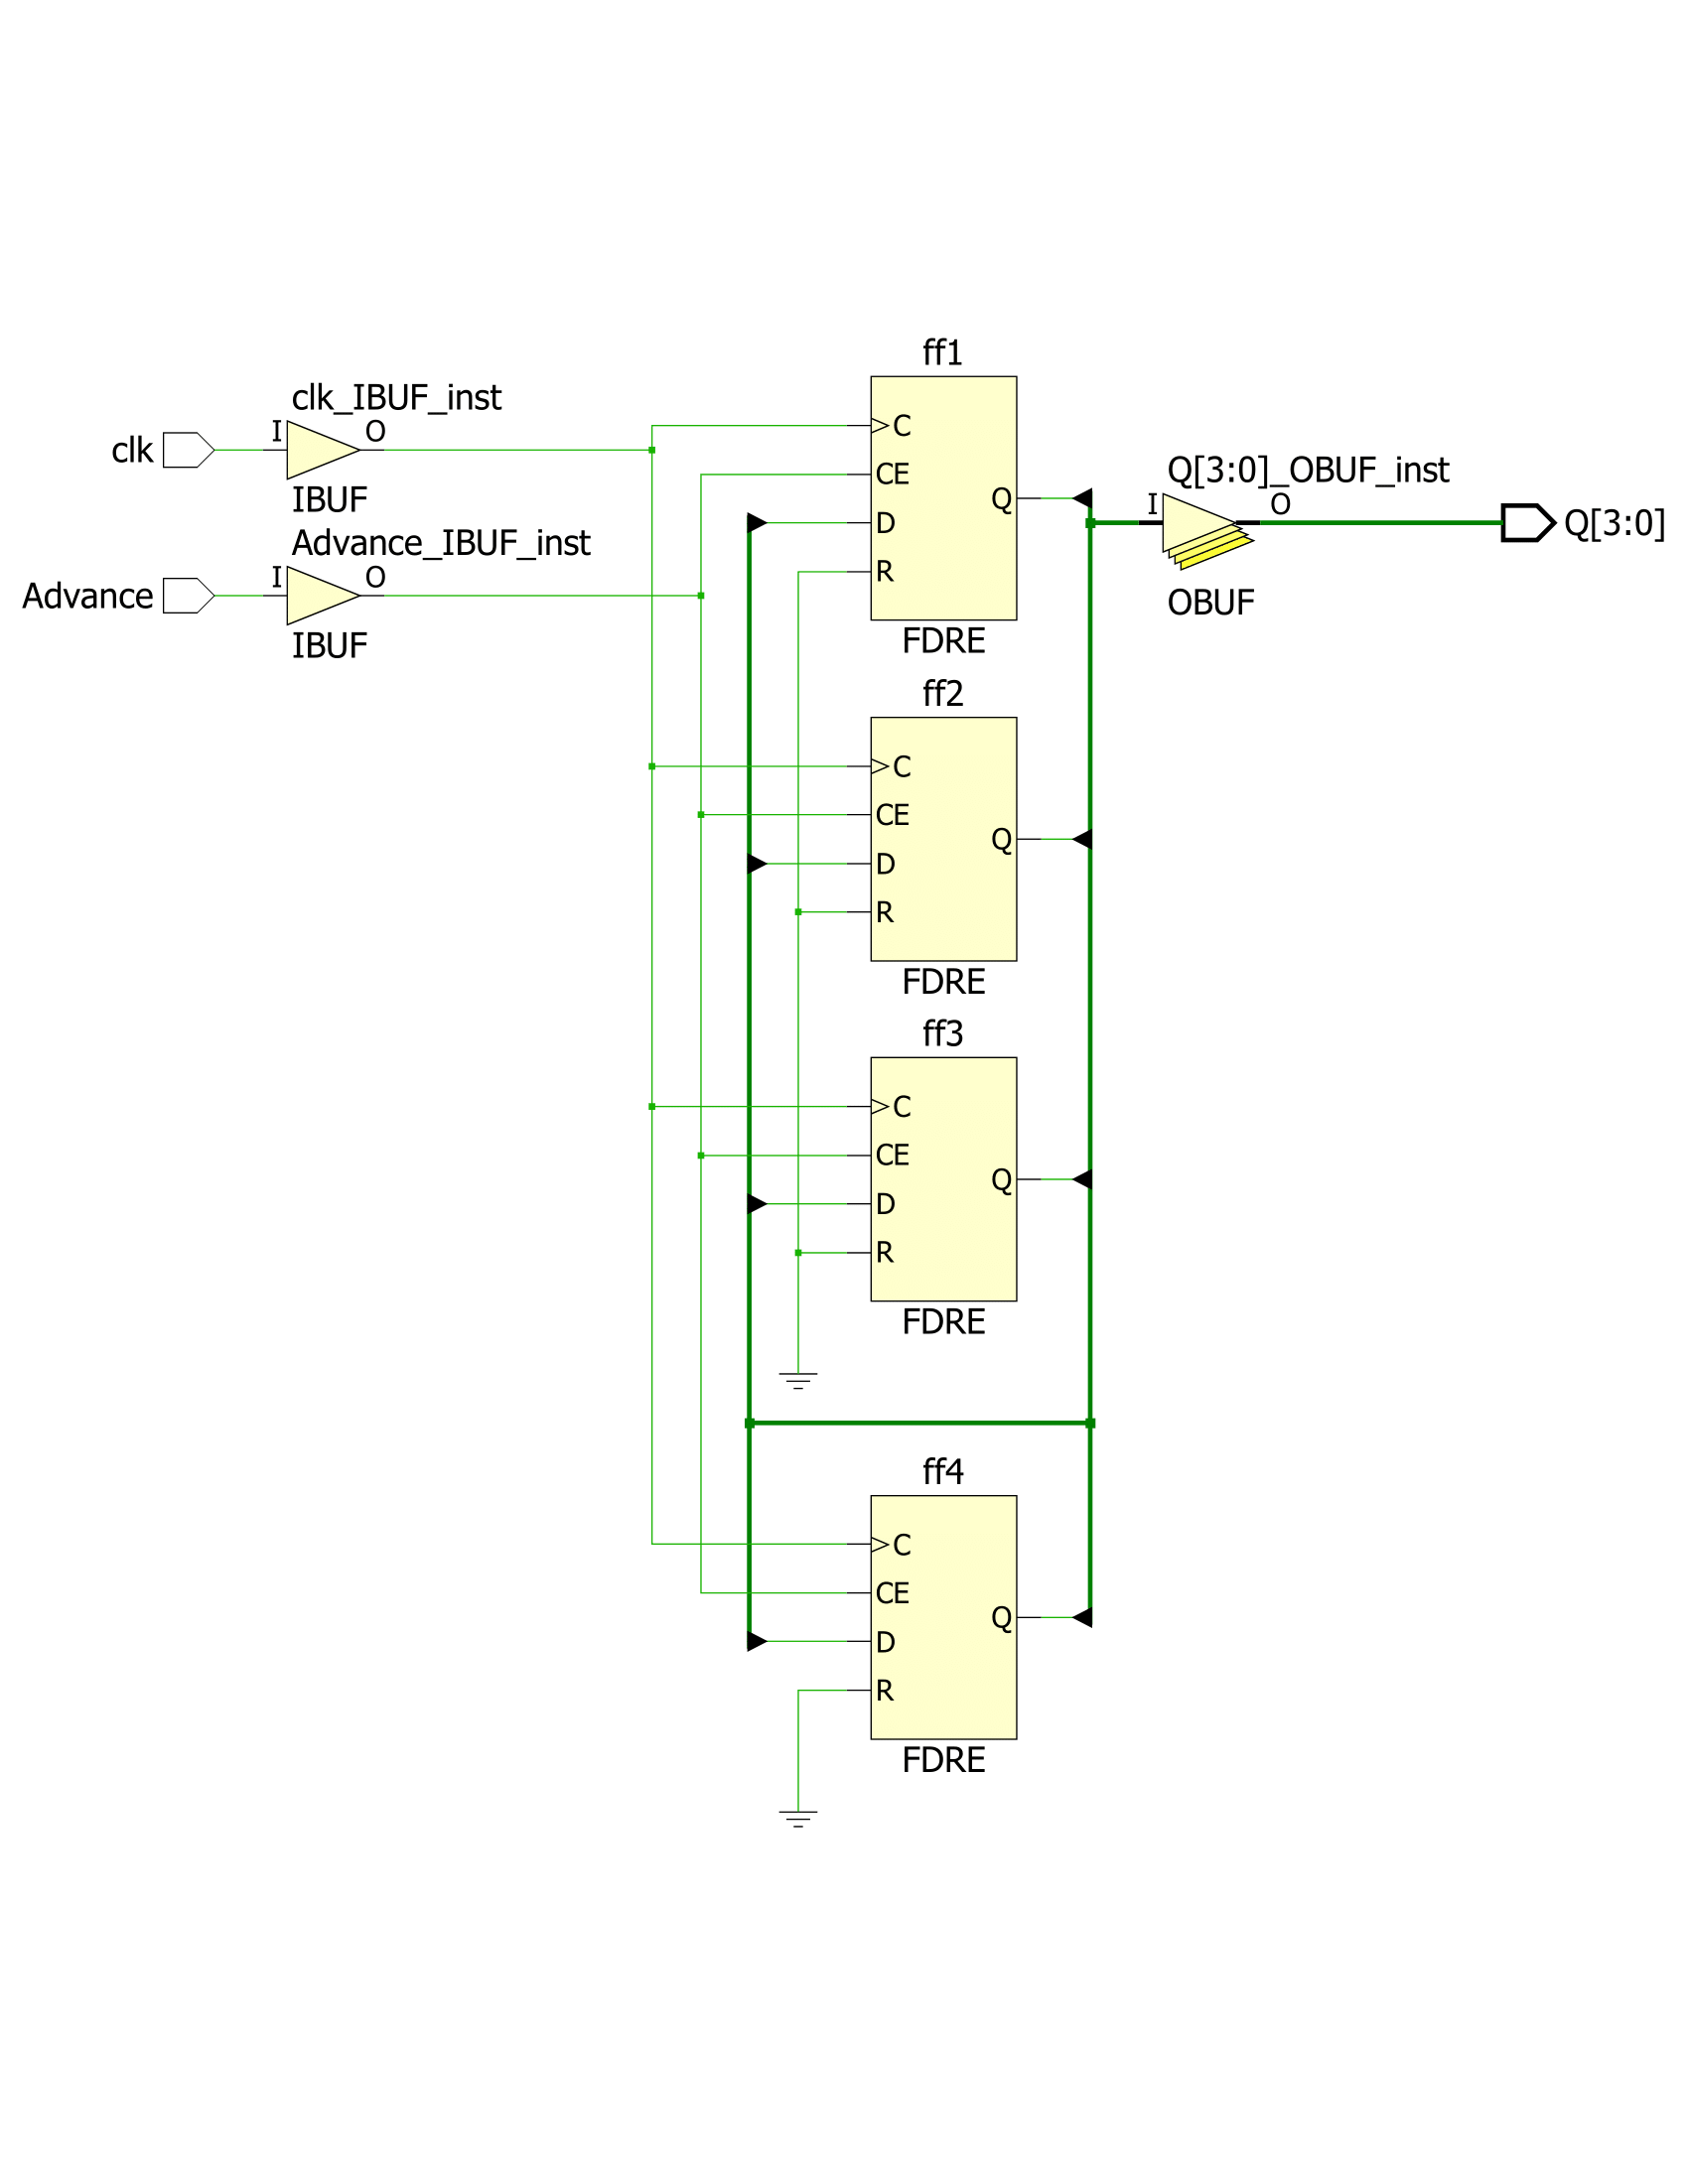 ff1
clk_IBUF_inst
clk
I
O
C
IBUF
CE
Q
D
R
FDRE
Q[3:0]_OBUF_inst
I
O
Q[3:0]
OBUF
Advance_IBUF_inst
Advance
I
O
IBUF
ff2
C
CE
Q
D
R
FDRE
ff3
C
CE
Q
D
R
FDRE
ff4
C
CE
Q
D
R
FDRE